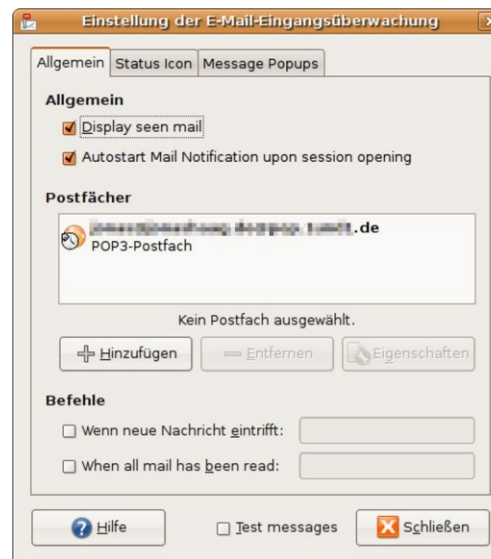 Einstellung der E-Mail-Eingangsüberwachung
Allgemein Status Icon Message Popups
Allgemein
Display seen mail
Autostart Mail Notification upon session opening
Postfächer
.de
POP3-Postfach
Kein Postfach ausgewählt.
Hinzufügen Entfernen Eigenschaften
Befehle
Wenn neue Nachricht eintrifft:
When all mail has been read:
Hilfe Test messages Schließen